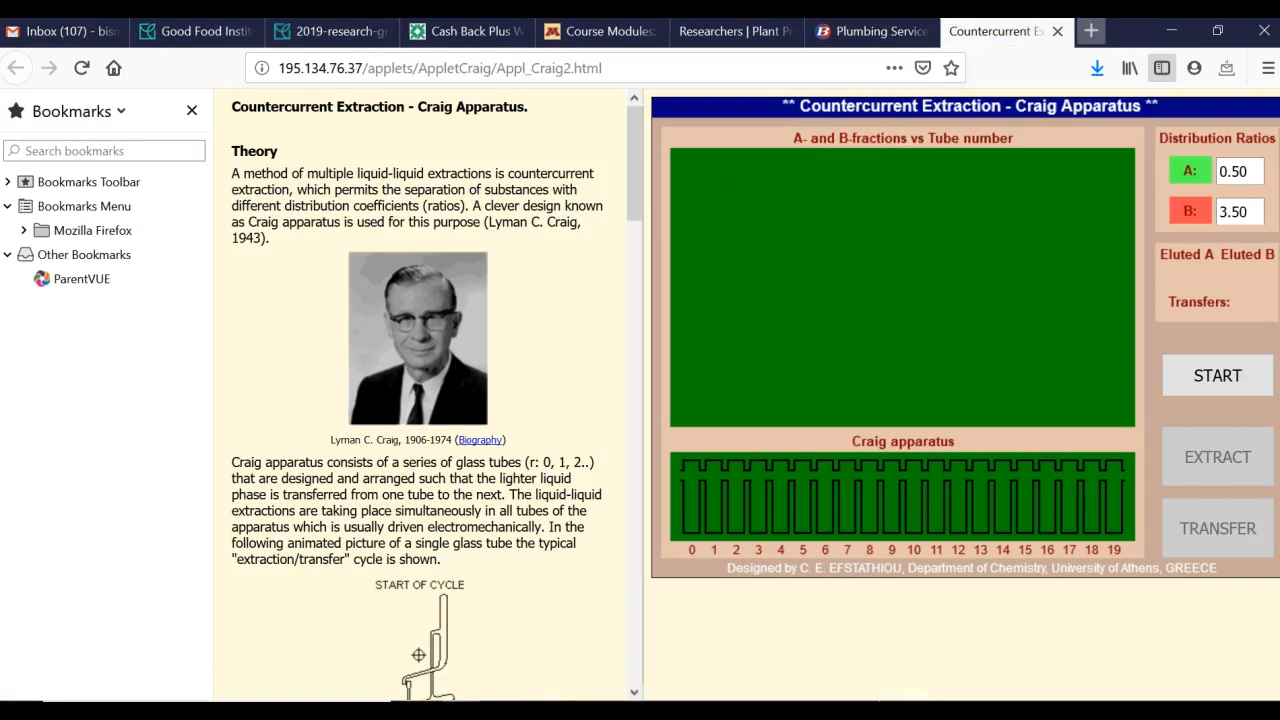 Inbox (107) - bisn
Good Food Instit
2019-research-gr
Cash Back Plus W
Course Modules:
Researchers | Plant Pr
Plumbing Service
Countercurrent Ex
195.134.76.37/applets/AppletCraig/Appl_Craig2.html
Bookmarks
Search bookmarks
Bookmarks Toolbar
Bookmarks Menu
Mozilla Firefox
Other Bookmarks
ParentVUE
Countercurrent Extraction - Craig Apparatus.
Theory
A method of multiple liquid-liquid extractions is countercurrent
extraction, which permits the separation of substances with
different distribution coefficients (ratios). A clever design known
as Craig apparatus is used for this purpose (Lyman C. Craig,
1943).
Lyman C. Craig, 1906-1974 (Biography)
Craig apparatus consists of a series of glass tubes (r: 0, 1, 2..)
that are designed and arranged such that the lighter liquid
phase is transferred from one tube to the next. The liquid-liquid
extractions are taking place simultaneously in all tubes of the
apparatus which is usually driven electromechanically. In the
following animated picture of a single glass tube the typical
"extraction/transfer" cycle is shown.
START OF CYCLE
** Countercurrent Extraction - Craig Apparatus **
A- and B-fractions vs Tube number
Craig apparatus
0 1 2 3 4 5 6 7 8 9 10 11 12 13 14 15 16 17 18 19
Designed by C. E. EFSTATHIOU, Department of Chemistry, University of Athens, GREECE
Distribution Ratios
A: 0.50
B: 3.50
Eluted A Eluted B
Transfers:
START
EXTRACT
TRANSFER